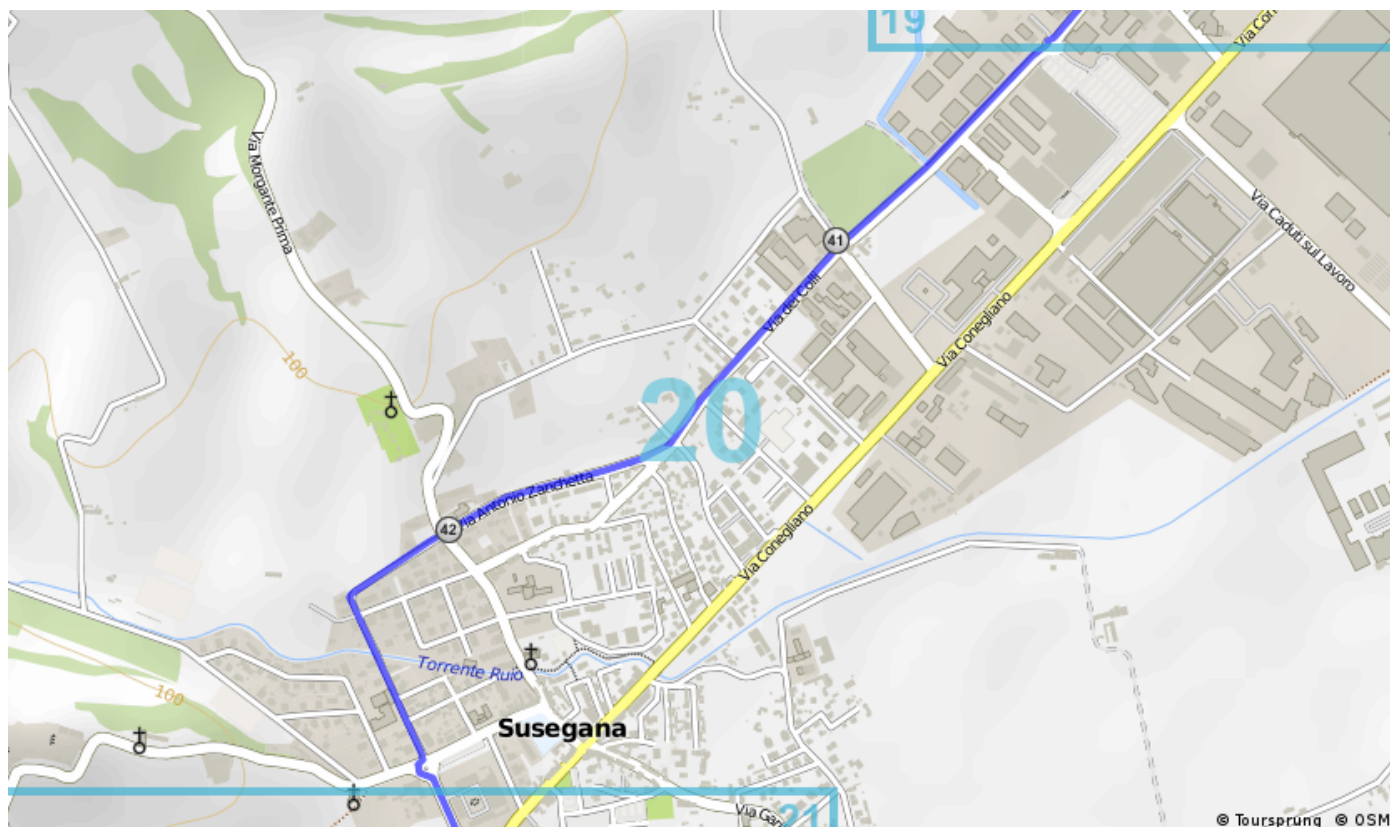 19
Via Con
Via Morgante Prima
Via Caduti sul Lavoro
41
Via dei Colli
Via Conegliano
100
20
Via Antonio Zanchetta
42
Via Conegliano
Torrente Ruio
100
Susegana
Via Gar
21
© Toursprung © OSM